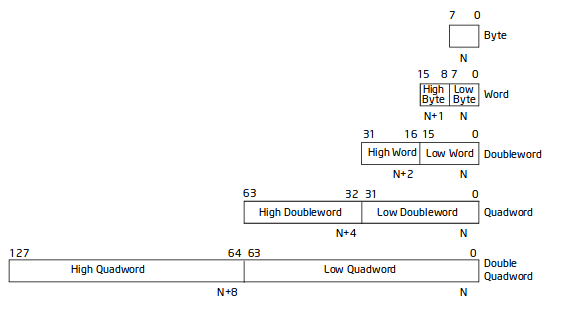 7 0
Byte
N
15 8 7 0
High Byte Low Byte Word
N+1 N
31 16 15 0
High Word Low Word Doubleword
N+2 N
63 32 31 0
High Doubleword Low Doubleword Quadword
N+4 N
127 64 63 0
High Quadword Low Quadword Double Quadword
N+8 N